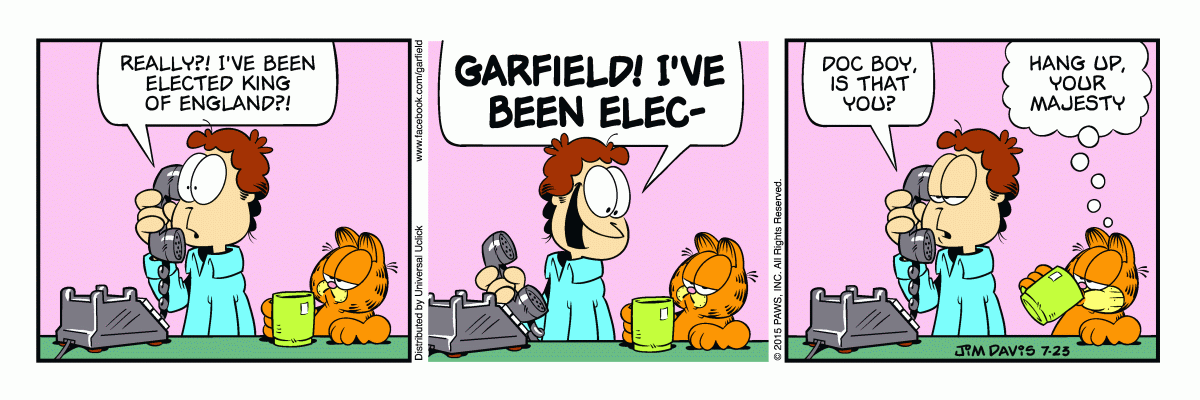 REALLY?! I'VE BEEN
ELECTED KING
OF ENGLAND?!
Distributed by Universal Uclick
www.facebook.com/garfield
GARFIELD! I'VE
BEEN ELEC-
© 2015 PAWS, INC. All Rights Reserved.
DOC BOY,
IS THAT
YOU?
HANG UP,
YOUR
MAJESTY
JIM DAVIS 7-23